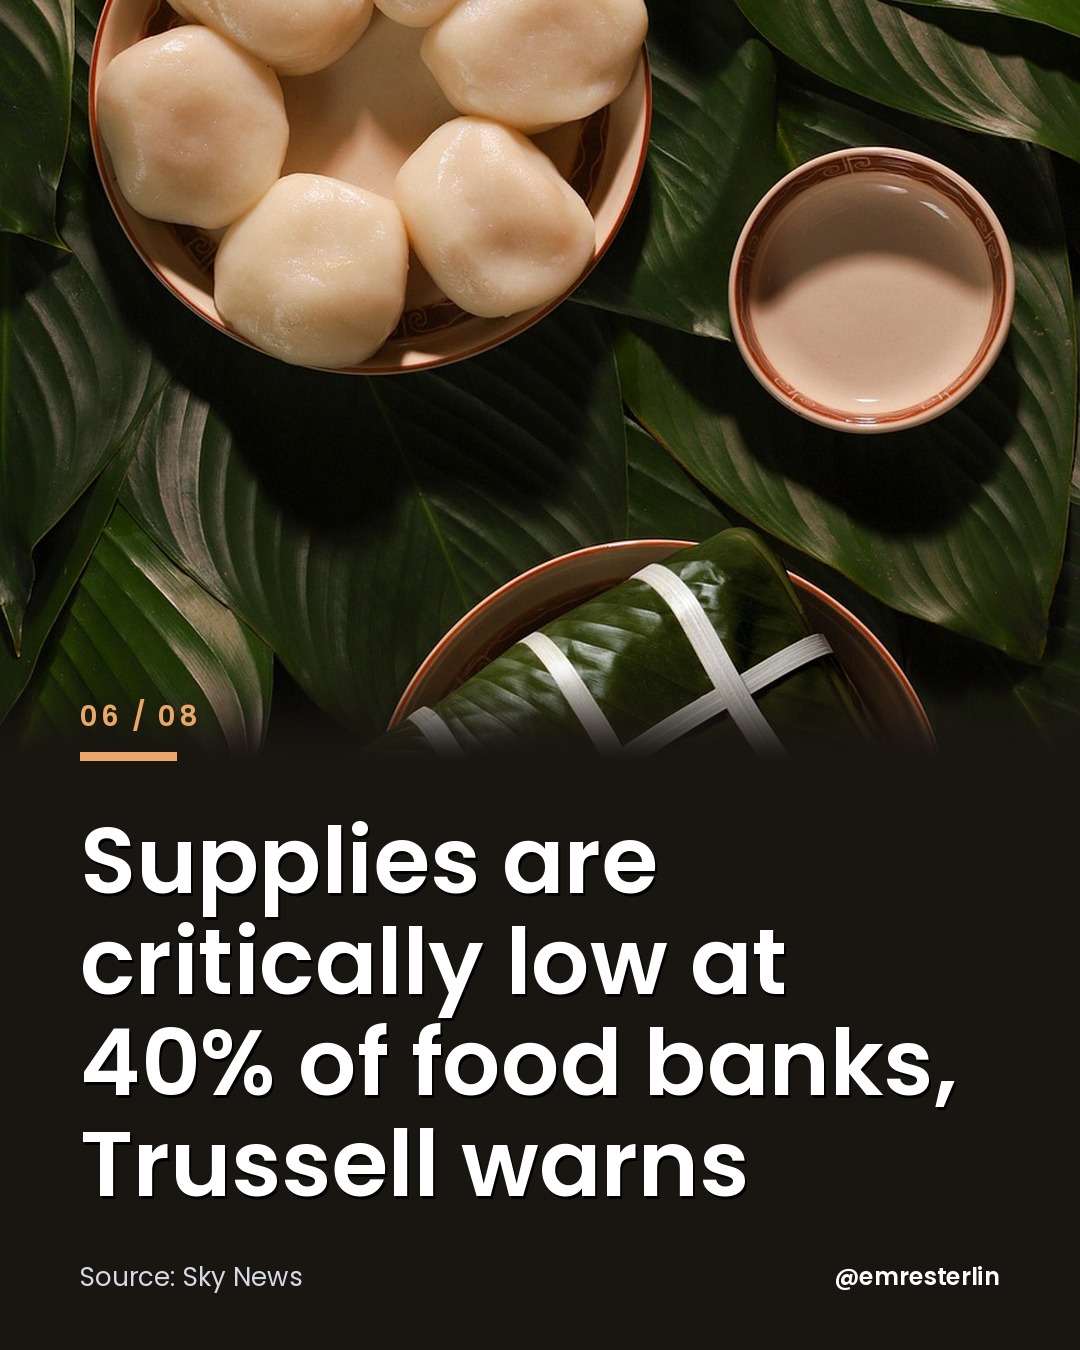 06 / 08
Supplies are
critically low at
40% of food banks,
Trussell warns
Source: Sky News
@emresterlin